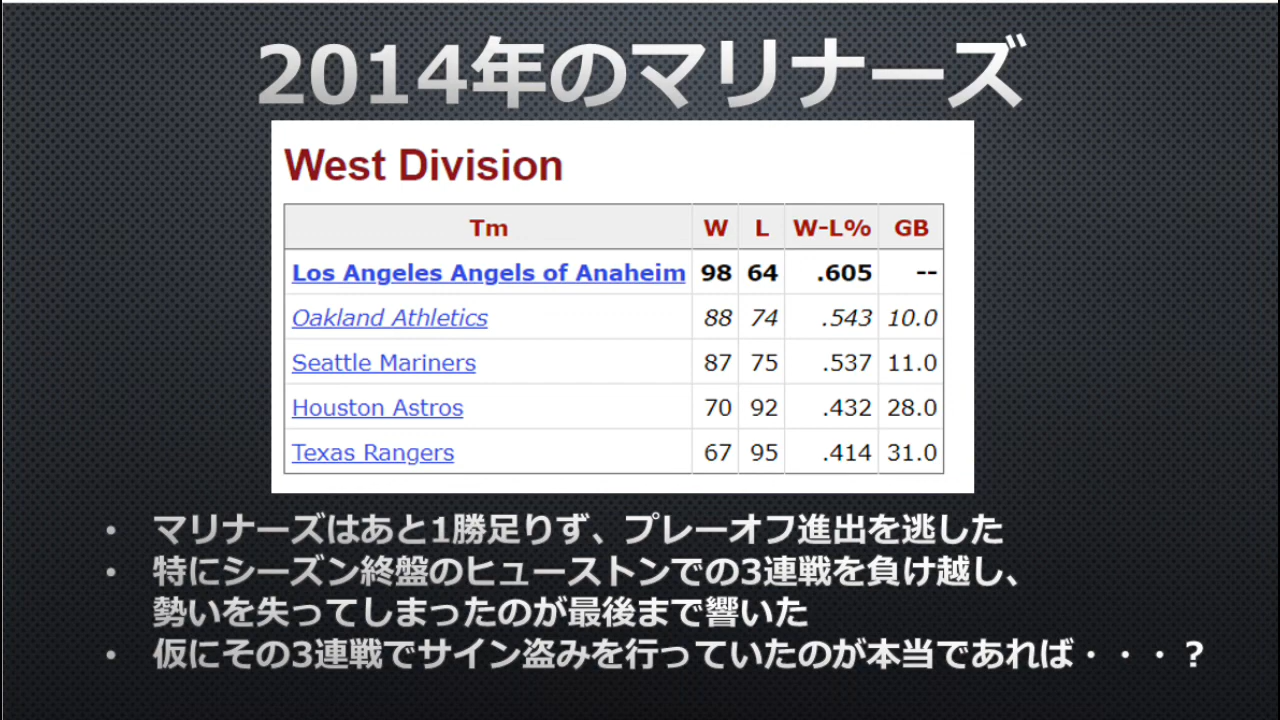 2014年のマリナーズ
West Division
Tm W L W-L% GB
Los Angeles Angels of Anaheim 98 64 .605 --
Oakland Athletics 88 74 .543 10.0
Seattle Mariners 87 75 .537 11.0
Houston Astros 70 92 .432 28.0
Texas Rangers 67 95 .414 31.0
• マリナーズはあと1勝足りず、プレーオフ進出を逃した
• 特にシーズン終盤のヒューストンでの3連戦を負け越し、
勢いを失ってしまったのが最後まで響いた
• 仮にその3連戦でサイン盗みを行っていたのが本当であれば・・・？